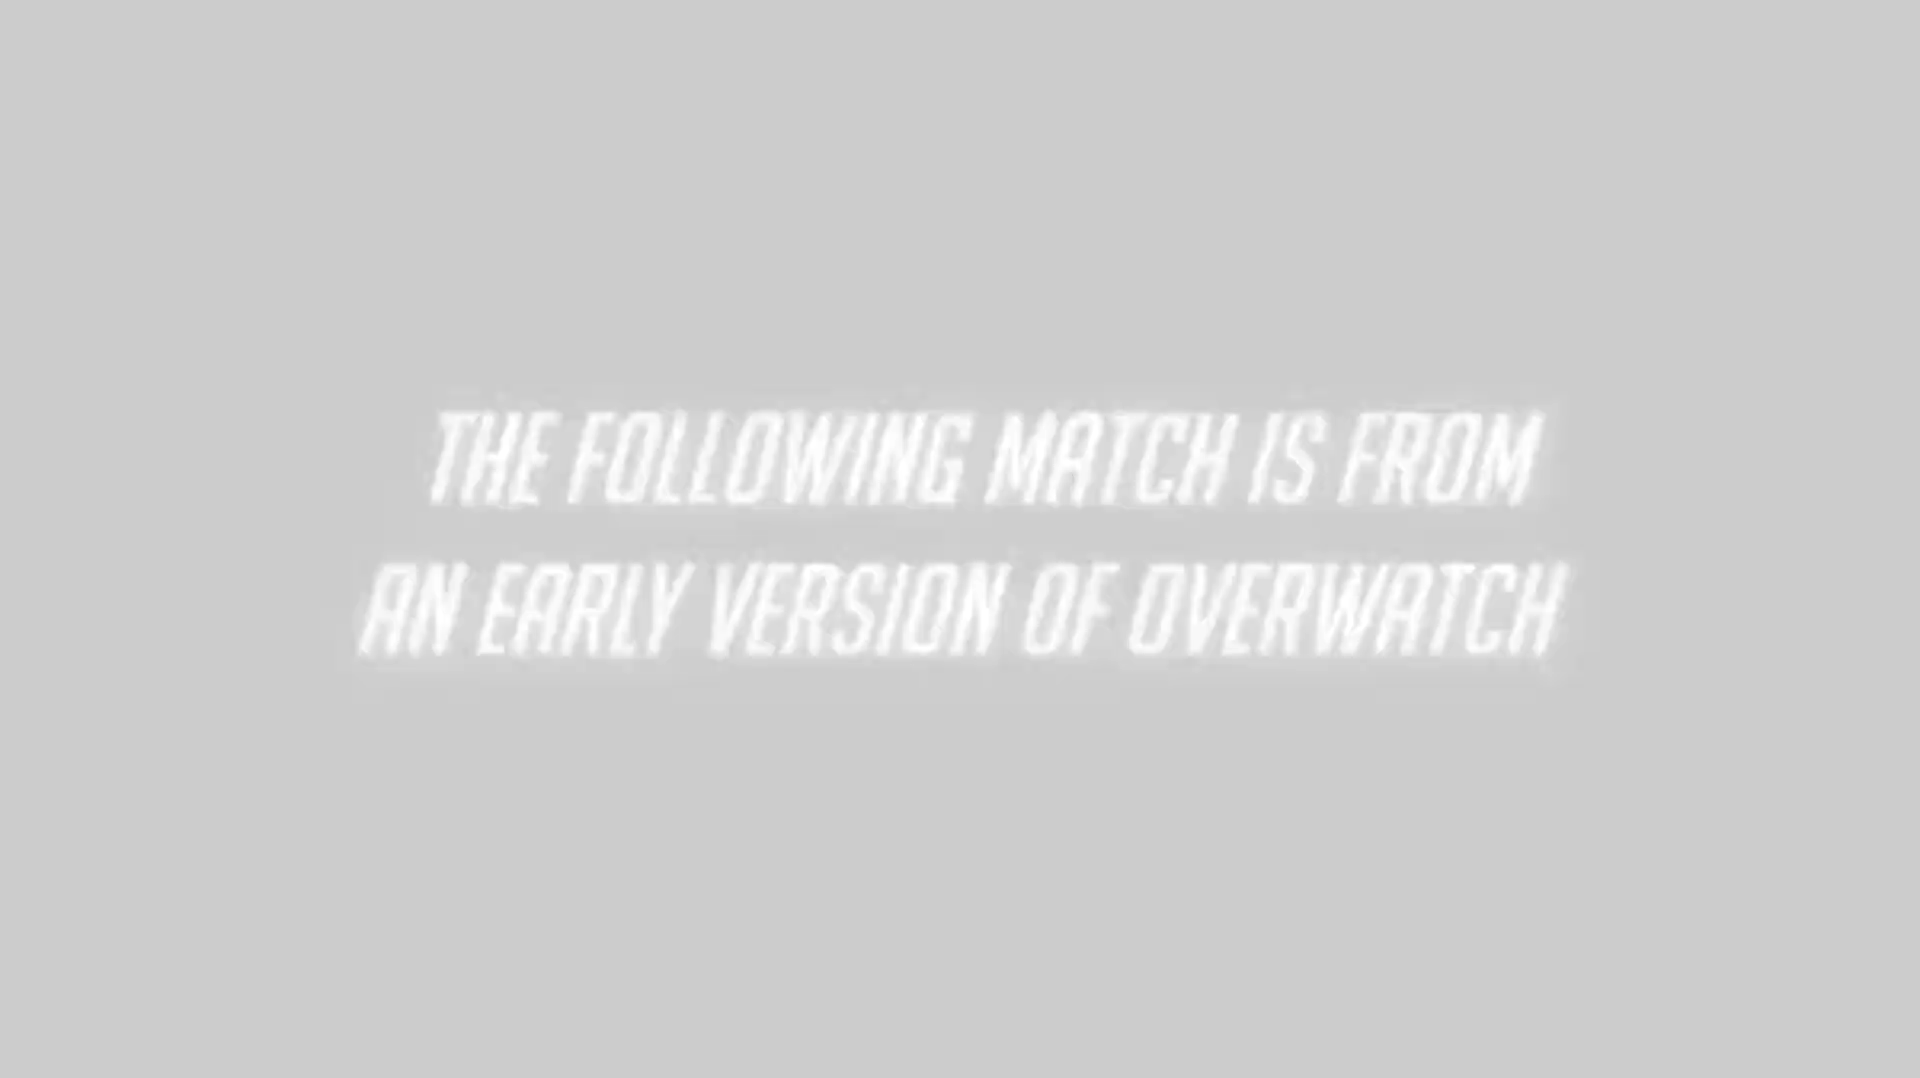 THE FOLLOWING MATCH IS FROM
AN EARLY VERSION OF OVERWATCH